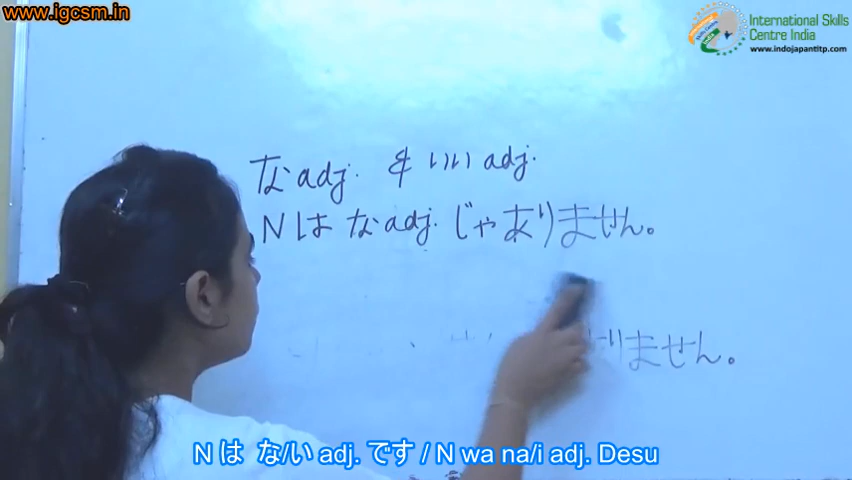 www.igcsm.in
International Skills
Centre India
www.indojapantitp.com
な adj. & いい adj.
N は な adj. じゃありません。
りません。
N は な/い adj. です / N wa na/i adj. Desu